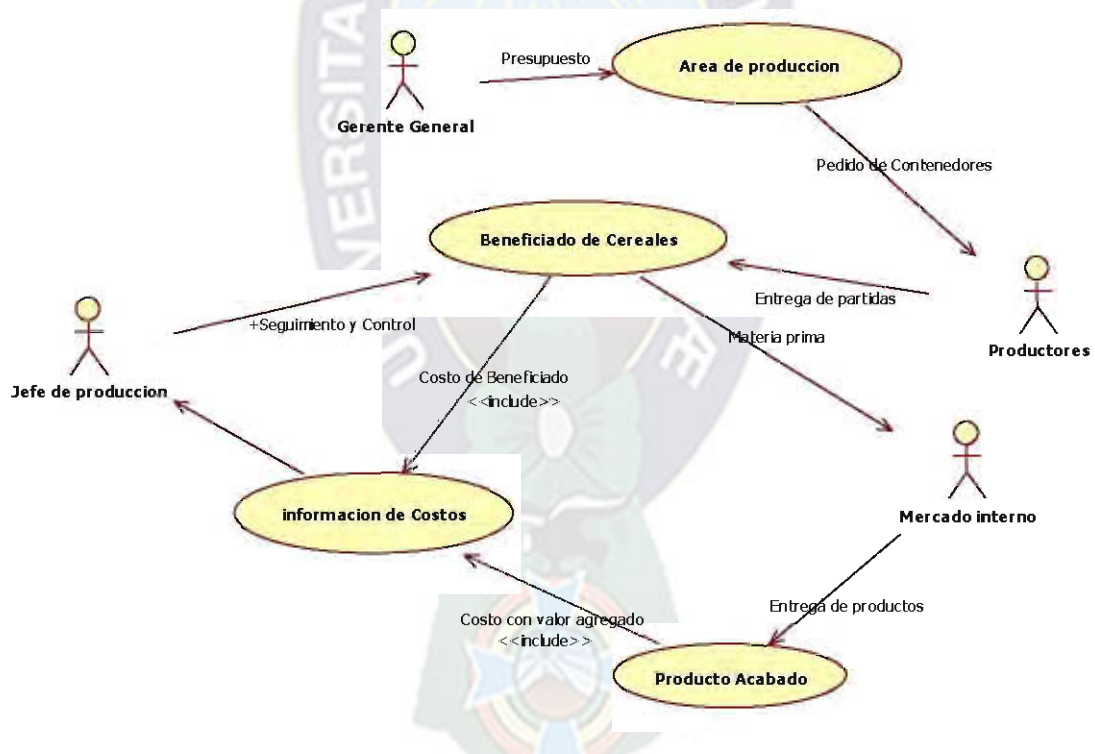 Presupuesto
Area de produccion
Gerente General
Pedido de Contenedores
Beneficiado de Cereales
Entrega de partidas
+Seguimiento y Control
Materia prima
Productores
Jefe de produccion
Costo de Beneficiado
<<include>>
informacion de Costos
Mercado interno
Entrega de productos
Costo con valor agregado
<<include>>
Producto Acabado
VERSITA
U
Æ